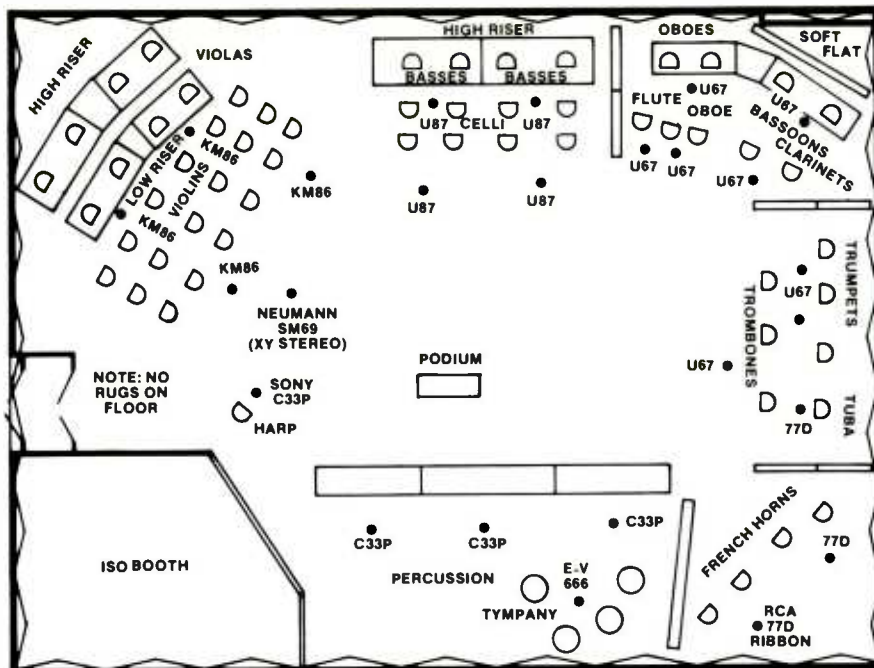 HIGH RISER
VIOLAS
HIGH RISER
BASSES
BASSES
U87
CELLI
U87
U87
U87
OBOES
SOFT
FLAT
U67
FLUTE
OBOE
U67
BASSOONS
CLARINETS
U67
U67
U67
LOW RISER
KM86
VIOLINS
KM86
KM86
KM86
NEUMANN
SM69
(XY STEREO)
TRUMPETS
U67
TROMBONES
U67
77D
TUBA
PODIUM
NOTE: NO
RUGS ON
FLOOR
SONY
C33P
HARP
ISO BOOTH
C33P
C33P
C33P
PERCUSSION
E-V
666
TYMPANY
FRENCH HORNS
77D
RCA
77D
RIBBON